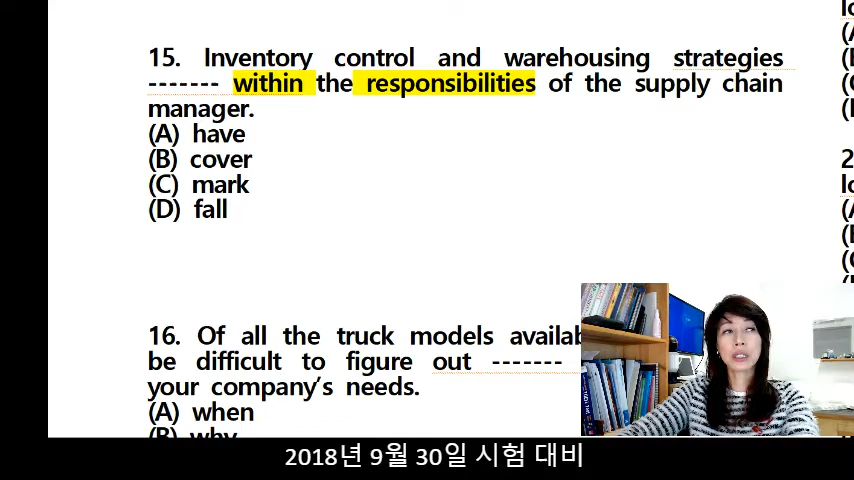 15. Inventory control and warehousing strategies
------- within the responsibilities of the supply chain
manager.
(A) have
(B) cover
(C) mark
(D) fall
16. Of all the truck models
be difficult to figure out -------
your company's needs.
(A) when
(B) why
2018년 9월 30일 시험 대비